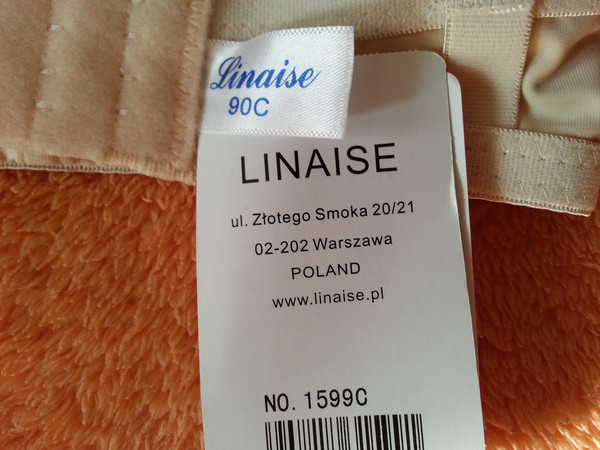 Linaise
90C
LINAISE
ul. Złotego Smoka 20/21
02-202 Warszawa
POLAND
www.linaise.pl
NO. 1599C